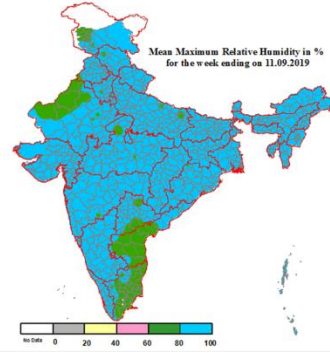 Mean Maximum Relative Humidity in %
for the week ending on 11.09.2019
No Data 0 20 40 60 80 100